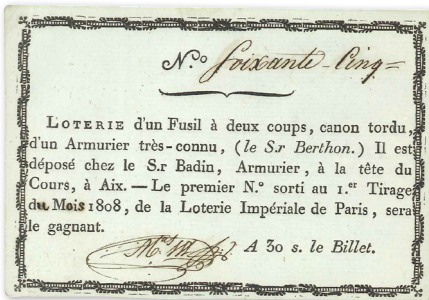 N.o Soixante-Cinq=
LOTERIE d'un Fusil à deux coups, canon tordu,
d'un Armurier très-connu, (le S.r Berthon.) Il est
déposé chez le S.r Badin, Armurier, à la tête du
Cours, à Aix. — Le premier N.o sorti au 1.er Tirage
du Mois 1808, de la Loterie Impériale de Paris, sera
le gagnant.
A 30 s. le Billet.